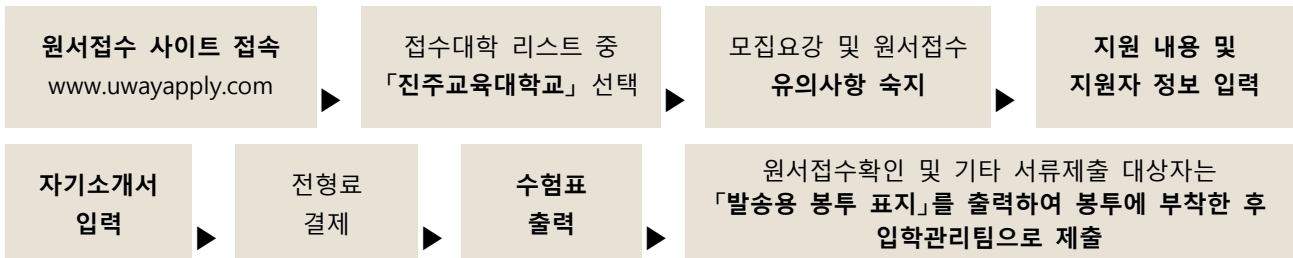 원서접수 사이트 접속
www.uwayapply.com
접수대학 리스트 중
「진주교육대학교」 선택
모집요강 및 원서접수
유의사항 숙지
지원 내용 및
지원자 정보 입력
자기소개서
입력
전형료
결제
수험표
출력
원서접수확인 및 기타 서류제출 대상자는
「발송용 봉투 표지」를 출력하여 봉투에 부착한 후
입학관리팀으로 제출